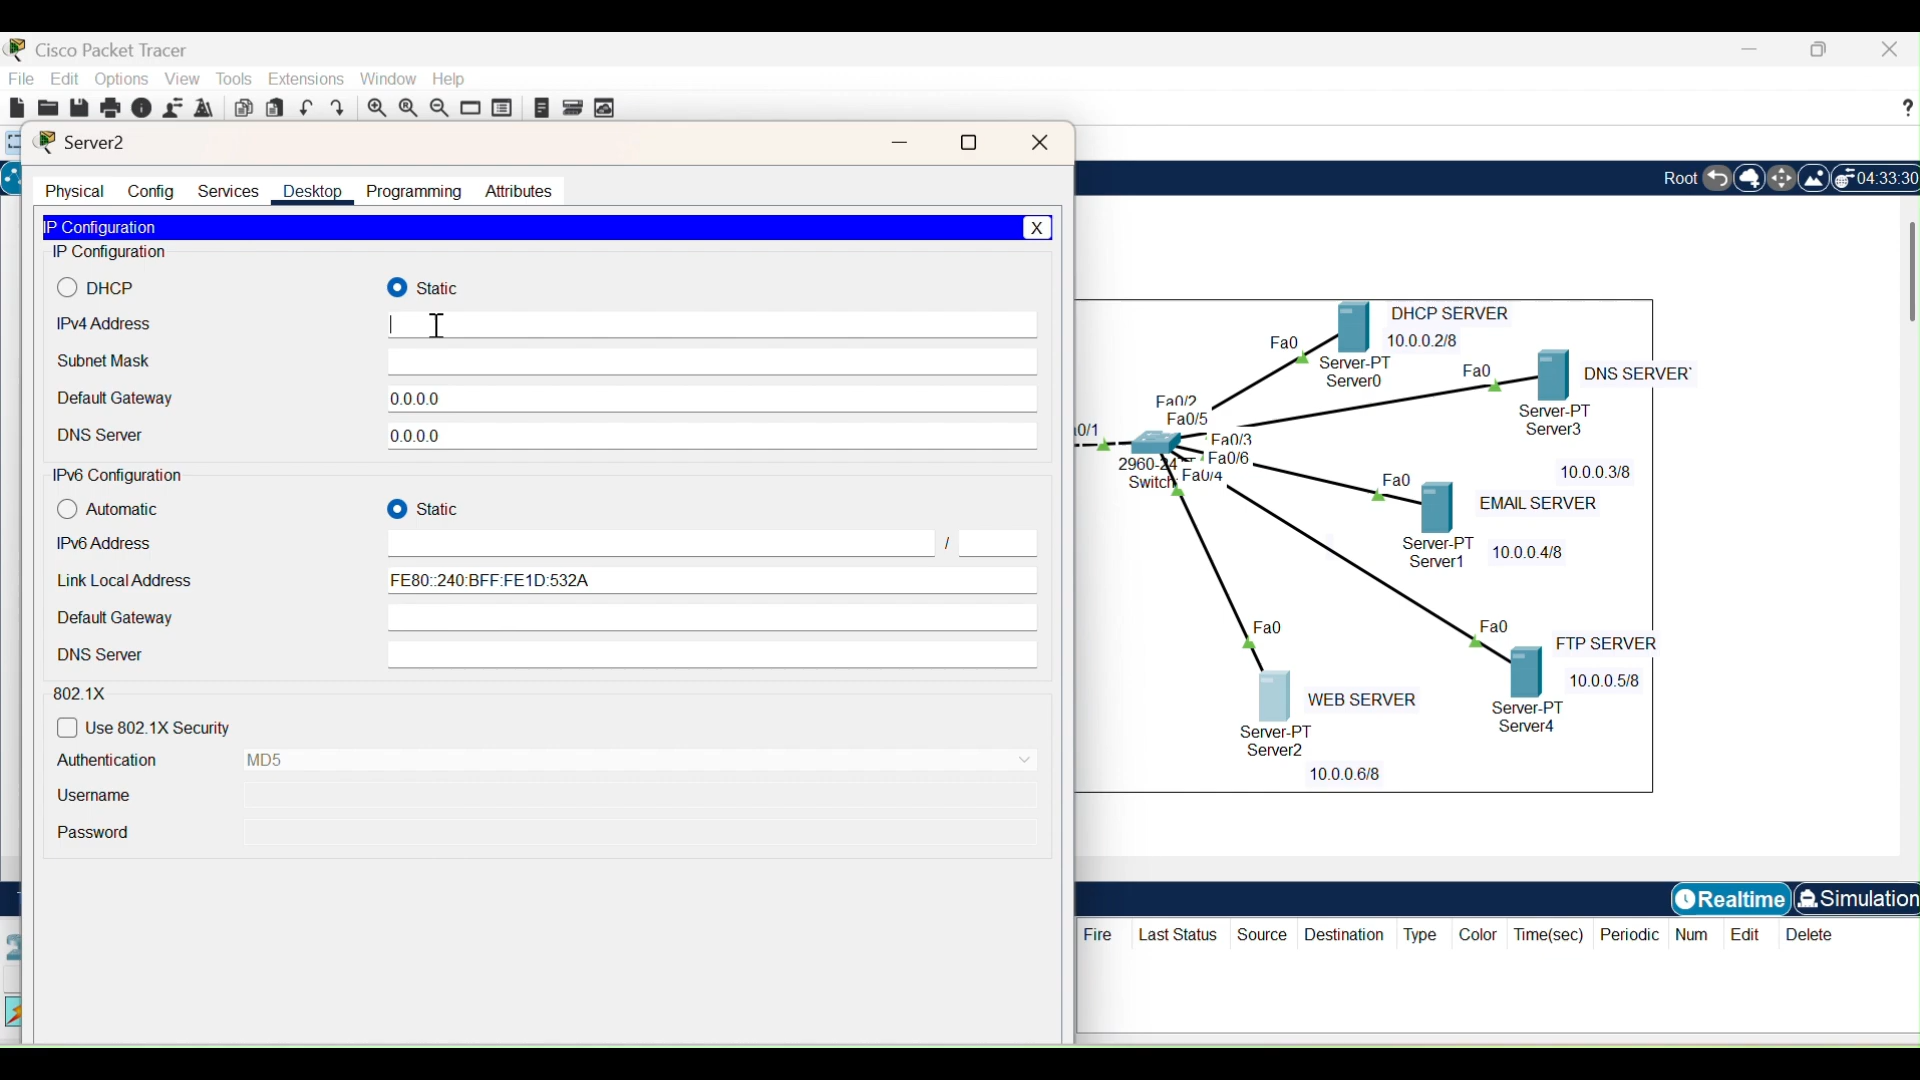 Cisco Packet Tracer
File Edit Options View Tools Extensions Window Help
?
Server2
Physical Config Services Desktop Programming Attributes
Root 04:33:30
IP Configuration X
IP Configuration
DHCP Static
IPv4 Address
Subnet Mask
Default Gateway 0.0.0.0
DNS Server 0.0.0.0
IPv6 Configuration
Automatic Static
IPv6 Address /
Link Local Address FE80::240:BFF:FE1D:532A
Default Gateway
DNS Server
802.1X
Use 802.1X Security
Authentication MD5
Username
Password
DHCP SERVER
10.0.0.2/8
Fa0
Server-PT
Server0
Fa0
DNS SERVER`
Server-PT
Server3
10.0.0.3/8
Fa0/2
Fa0/5
Fa0/3
Fa0/6
Fa0/4
a0/1
2960-24
Switch
Fa0
EMAIL SERVER
Server-PT
Server1
10.0.0.4/8
Fa0
FTP SERVER
10.0.0.5/8
Server-PT
Server4
Fa0
WEB SERVER
Server-PT
Server2
10.0.0.6/8
Realtime Simulation
Fire Last Status Source Destination Type Color Time(sec) Periodic Num Edit Delete